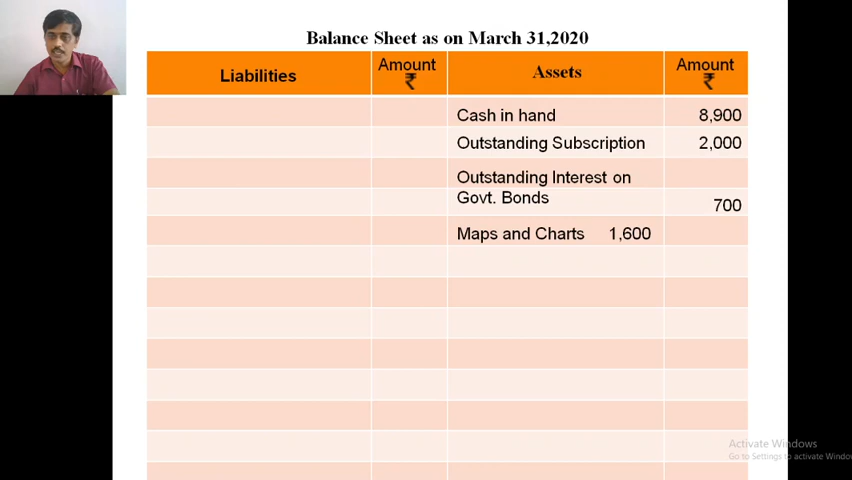 Balance Sheet as on March 31,2020
Liabilities
Amount
₹
Assets
Amount
₹
Cash in hand 8,900
Outstanding Subscription 2,000
Outstanding Interest on
Govt. Bonds 700
Maps and Charts 1,600
Activate Windows
Go to Settings to activate Windo